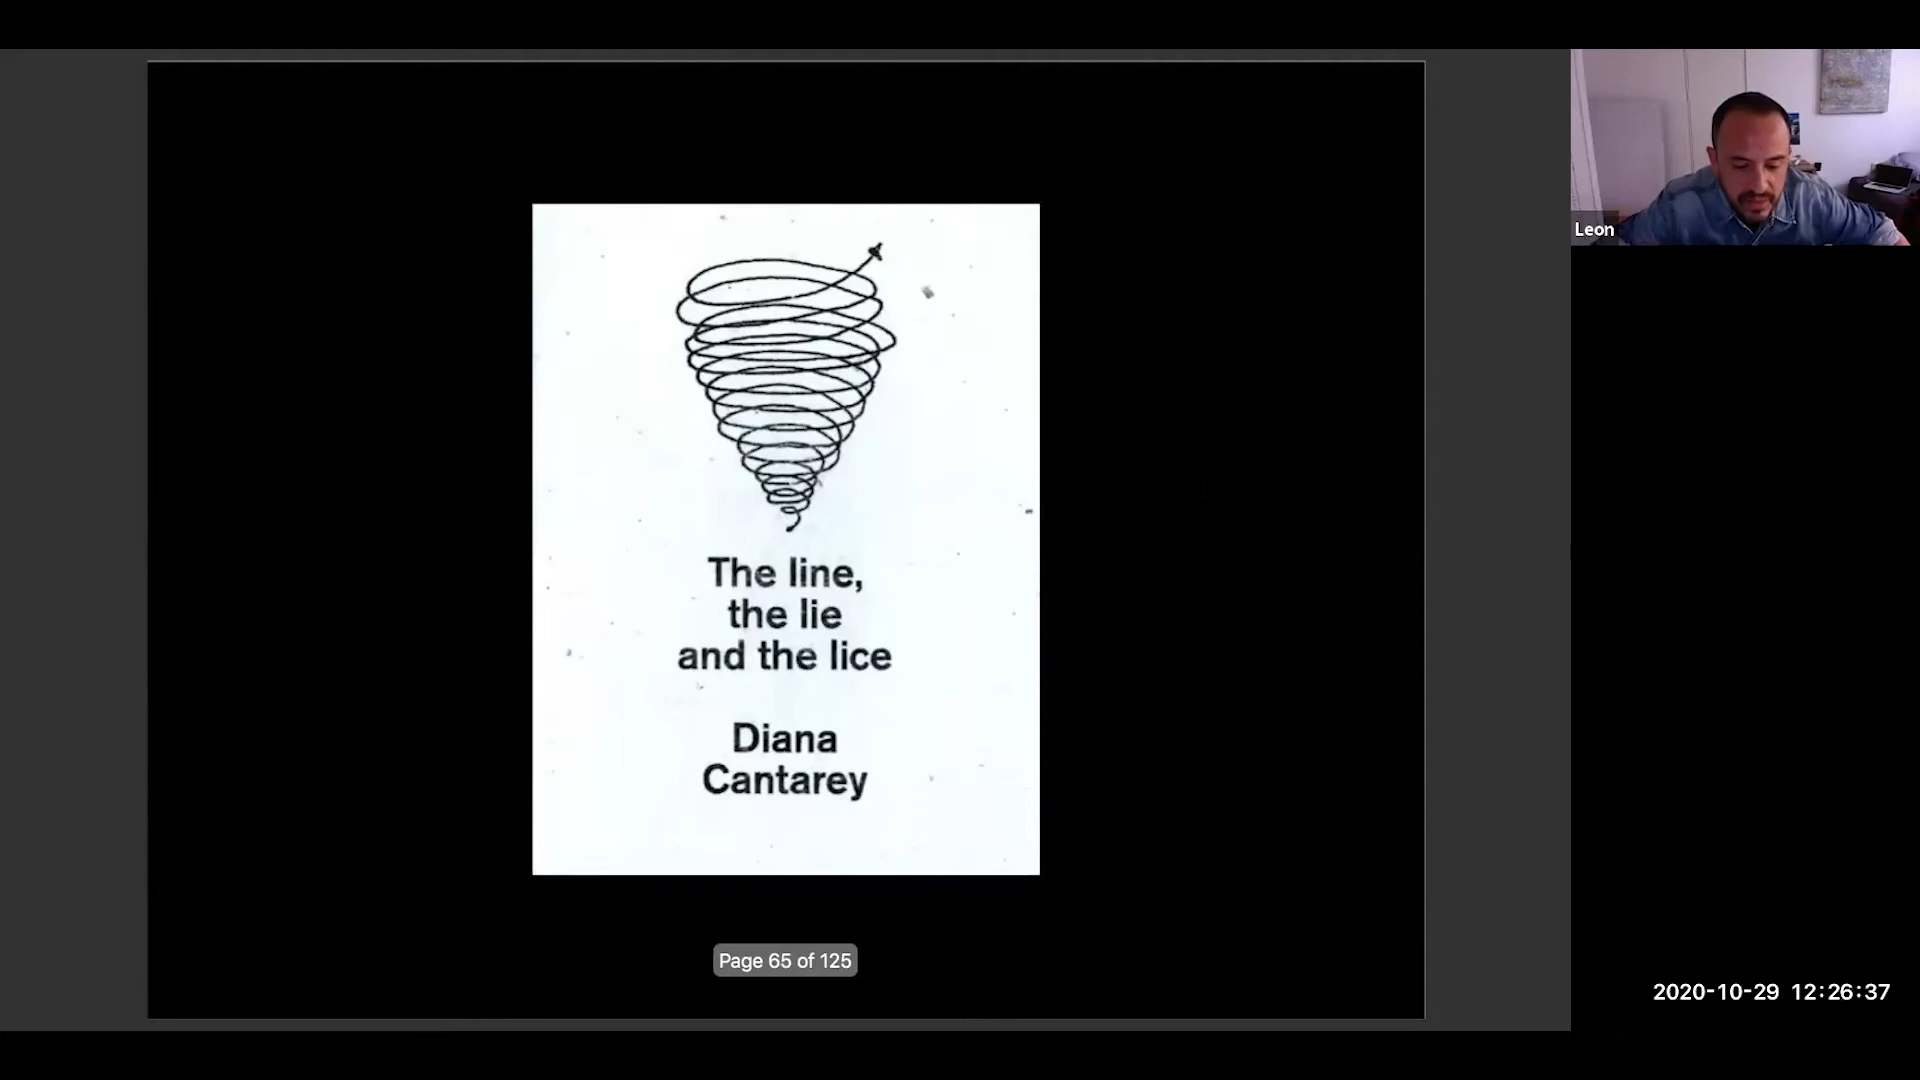 The line,
the lie
and the lice
Diana
Cantarey
Page 65 of 125
Leon
2020-10-29 12:26:37